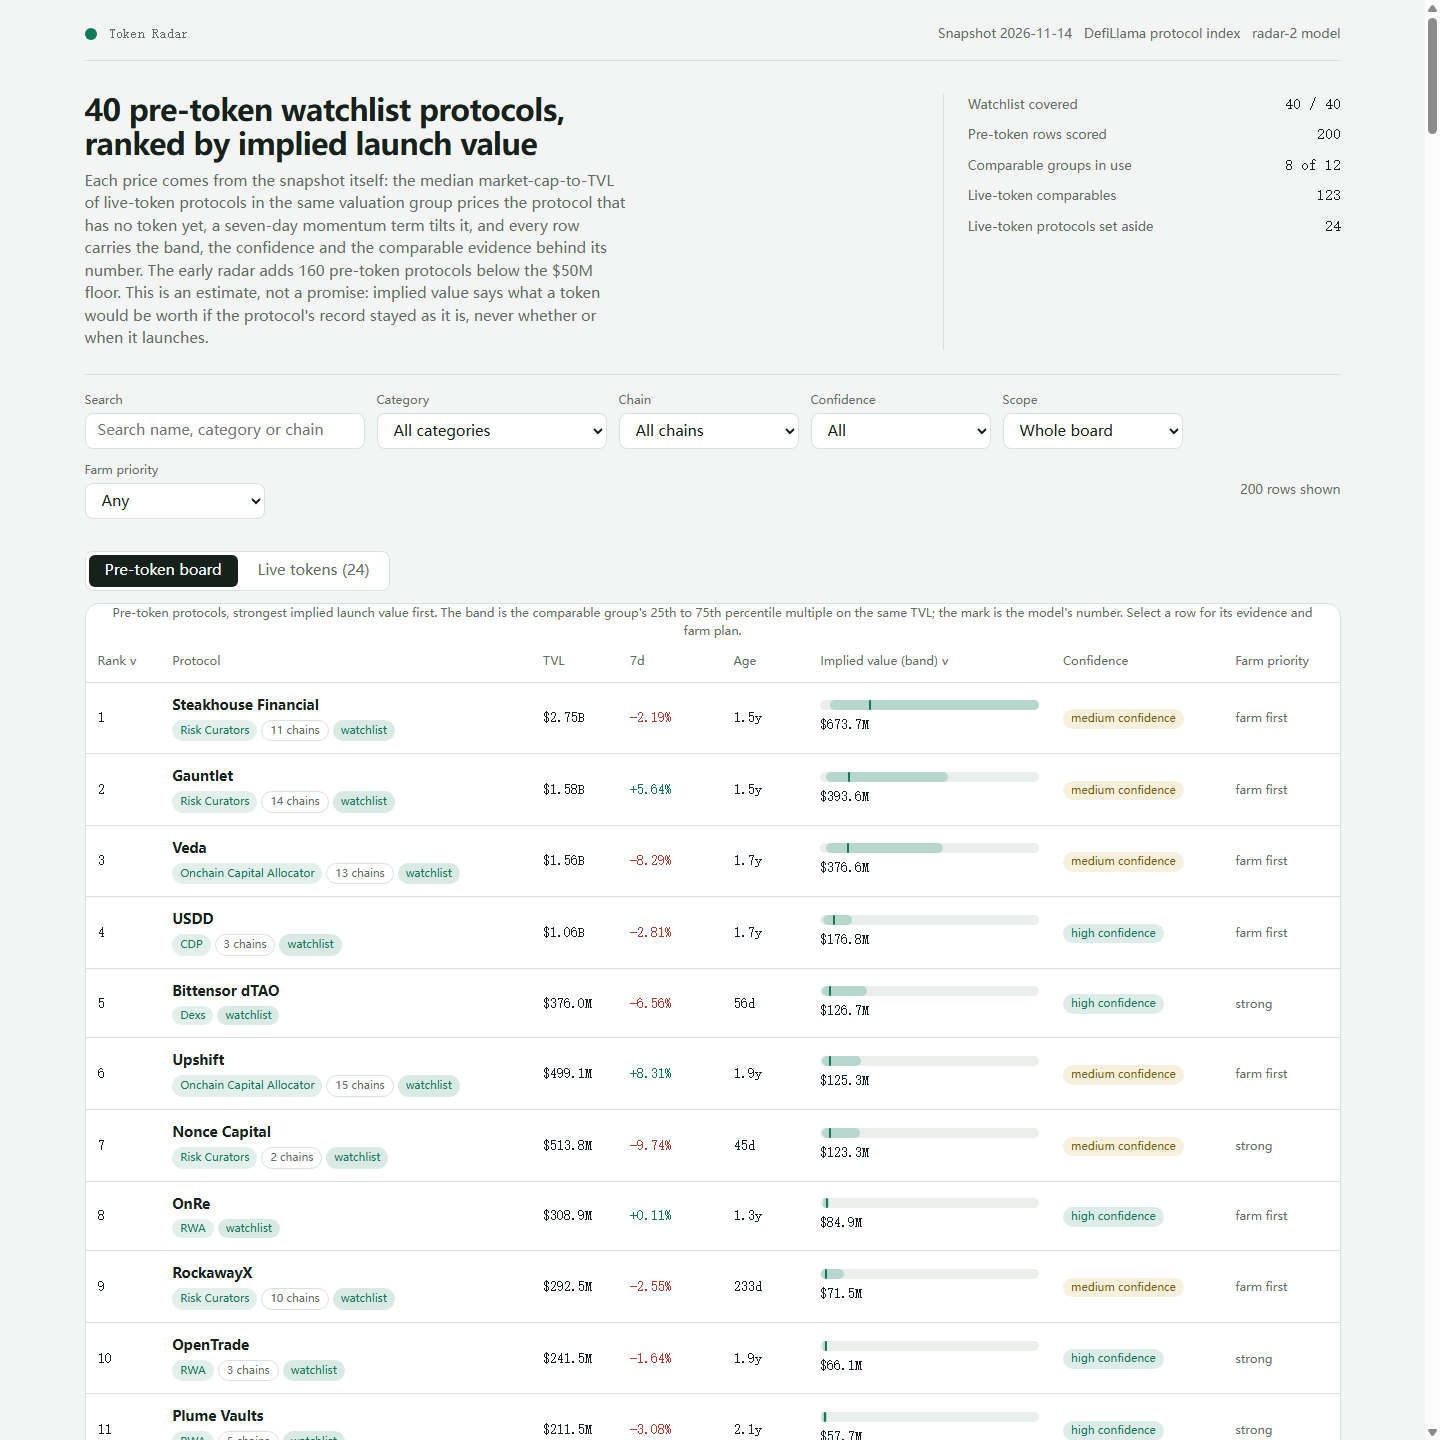 Token Radar
Snapshot 2026-11-14 DefiLlama protocol index radar-2 model
40 pre-token watchlist protocols,
ranked by implied launch value
Each price comes from the snapshot itself: the median market-cap-to-TVL
of live-token protocols in the same valuation group prices the protocol that
has no token yet, a seven-day momentum term tilts it, and every row
carries the band, the confidence and the comparable evidence behind its
number. The early radar adds 160 pre-token protocols below the $50M
floor. This is an estimate, not a promise: implied value says what a token
would be worth if the protocol's record stayed as it is, never whether or
when it launches.
Watchlist covered 40 / 40
Pre-token rows scored 200
Comparable groups in use 8 of 12
Live-token comparables 123
Live-token protocols set aside 24
Search Category Chain Confidence Scope
Search name, category or chain All categories All chains All Whole board
Farm priority
Any
200 rows shown
Pre-token board Live tokens (24)
Pre-token protocols, strongest implied launch value first. The band is the comparable group's 25th to 75th percentile multiple on the same TVL; the mark is the model's number. Select a row for its evidence and
farm plan.
Rank v Protocol TVL 7d Age Implied value (band) v Confidence Farm priority
Steakhouse Financial
1 $2.75B −2.19% 1.5y $673.7M medium confidence farm first
Risk Curators 11 chains watchlist
Gauntlet
2 $1.58B +5.64% 1.5y $393.6M medium confidence farm first
Risk Curators 14 chains watchlist
Veda
3 $1.56B −8.29% 1.7y $376.6M medium confidence farm first
Onchain Capital Allocator 13 chains watchlist
USDD
4 $1.06B −2.81% 1.7y $176.8M high confidence farm first
CDP 3 chains watchlist
Bittensor dTAO
5 $376.0M −6.56% 56d $126.7M high confidence strong
Dexs watchlist
Upshift
6 $499.1M +8.31% 1.9y $125.3M medium confidence farm first
Onchain Capital Allocator 15 chains watchlist
Nonce Capital
7 $513.8M −9.74% 45d $123.3M medium confidence strong
Risk Curators 2 chains watchlist
OnRe
8 $308.9M +0.11% 1.3y $84.9M high confidence farm first
RWA watchlist
RockawayX
9 $292.5M −2.55% 233d $71.5M medium confidence farm first
Risk Curators 10 chains watchlist
OpenTrade
10 $241.5M −1.64% 1.9y $66.1M high confidence strong
RWA 3 chains watchlist
Plume Vaults
11 $211.5M −3.08% 2.1y $57.7M high confidence strong
RWA 5 chains watchlist